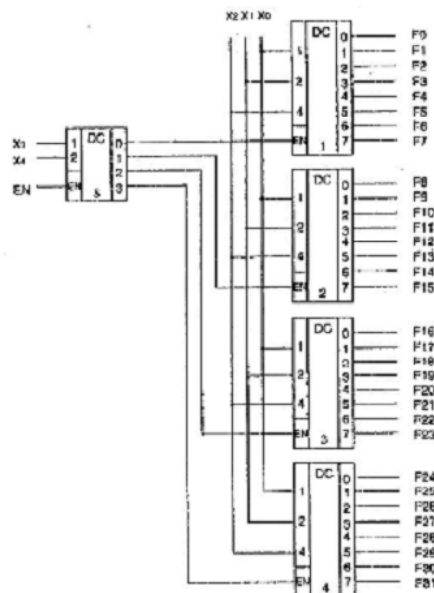 X2 X1 X0
DC
1
2
4
EN
1
0
1
2
3
4
5
6
7
F0
F1
F2
F3
F4
F5
F6
F7
X3
X4
EN
1
2
EN
DC
5
0
1
2
3
DC
1
2
4
EN
2
0
1
2
3
4
5
6
7
F8
F9
F10
F11
F12
F13
F14
F15
DC
1
2
4
EN
3
0
1
2
3
4
5
6
7
F16
F17
F18
F19
F20
F21
F22
F23
DC
1
2
4
EN
4
0
1
2
3
4
5
6
7
F24
F25
F26
F27
F28
F29
F30
F31